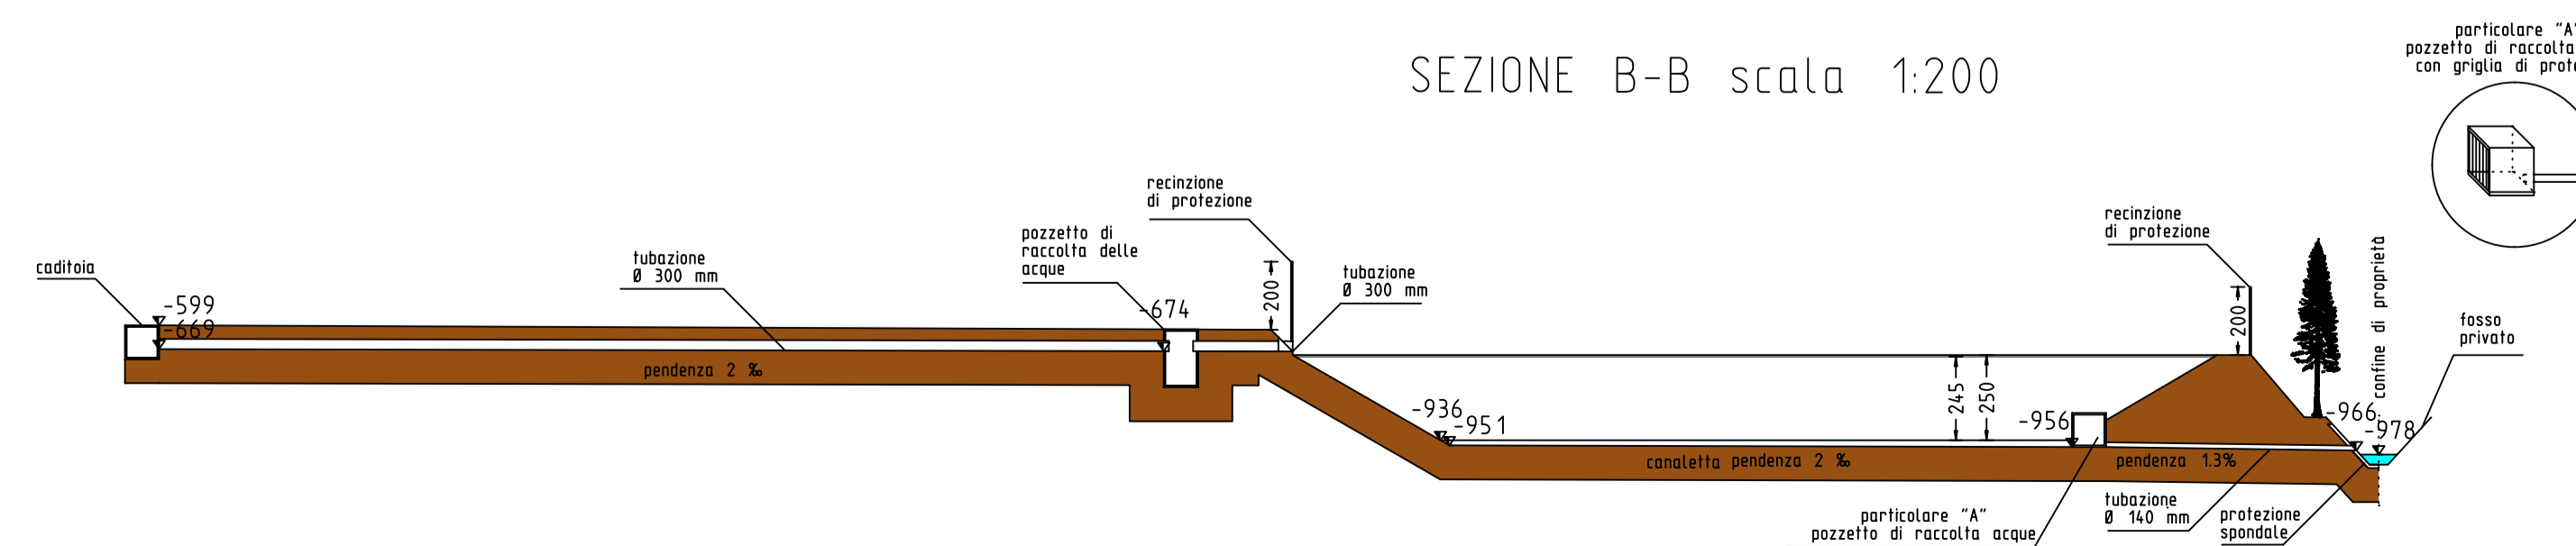 SEZIONE B-B scala 1:200
particolare "A"
pozzetto di raccolta
con griglia di prote
caditoia
-599
-669
tubazione
Ø 300 mm
pendenza 2 ‰
pozzetto di
raccolta delle
acque
-674
recinzione
di protezione
200
tubazione
Ø 300 mm
-936
-951
245
250
canaletta pendenza 2 ‰
-956
recinzione
di protezione
200
confine di proprietà
fosso
privato
-966
-978
pendenza 1.3%
tubazione
Ø 140 mm
protezione
spondale
particolare "A"
pozzetto di raccolta acque